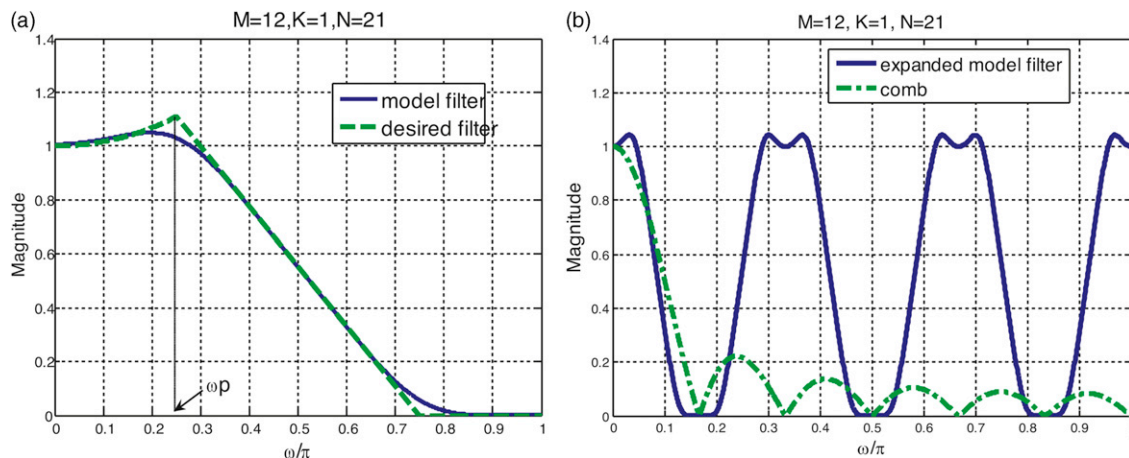 (a)
M=12,K=1,N=21
1.4
1.2
1
0.8
0.6
0.4
0.2
0
Magnitude
model filter
desired filter
ωp
0 0.1 0.2 0.3 0.4 0.5 0.6 0.7 0.8 0.9 1
ω/π
(b)
M=12, K=1, N=21
1.4
1.2
1
0.8
0.6
0.4
0.2
0
Magnitude
expanded model filter
comb
0 0.1 0.2 0.3 0.4 0.5 0.6 0.7 0.8 0.9 1
ω/π